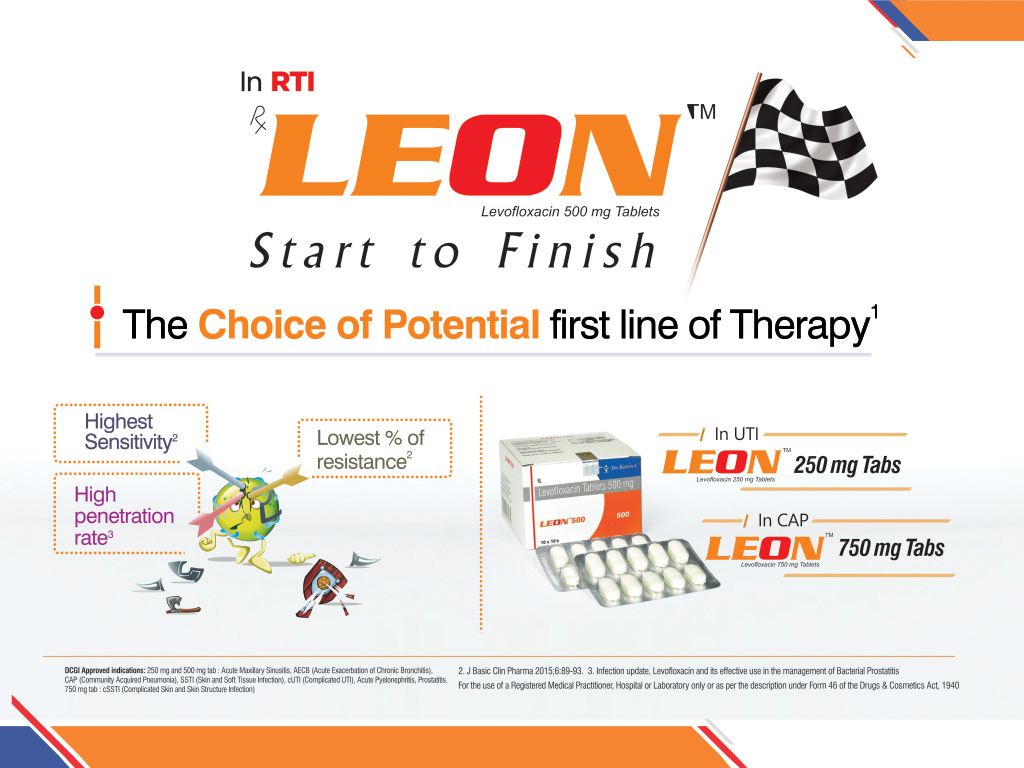 In RTI
Rx LEON™
Levofloxacin 500 mg Tablets
Start to Finish
The Choice of Potential first line of Therapy1
Highest
Sensitivity2
Lowest % of
resistance2
High
penetration
rate3
Dr. Reddy's
Levofloxacin Tablets 500 mg
LEON™500
500
10 x 10's
In UTI
LEON™ 250 mg Tabs
Levofloxacin 250 mg Tablets
In CAP
LEON™ 750 mg Tabs
Levofloxacin 750 mg Tablets
DCGI Approved indications: 250 mg and 500 mg tab : Acute Maxillary Sinusitis, AECB (Acute Exacerbation of Chronic Bronchitis),
CAP (Community Acquired Pneumonia), SSTI (Skin and Soft Tissue Infection), cUTI (Complicated UTI), Acute Pyelonephritis, Prostatitis.
750 mg tab : cSSTI (Complicated Skin and Skin Structure Infection)
2. J Basic Clin Pharma 2015;6:89-93. 3. Infection update, Levofloxacin and its effective use in the management of Bacterial Prostatitis
For the use of a Registered Medical Practitioner, Hospital or Laboratory only or as per the description under Form 46 of the Drugs & Cosmetics Act, 1940